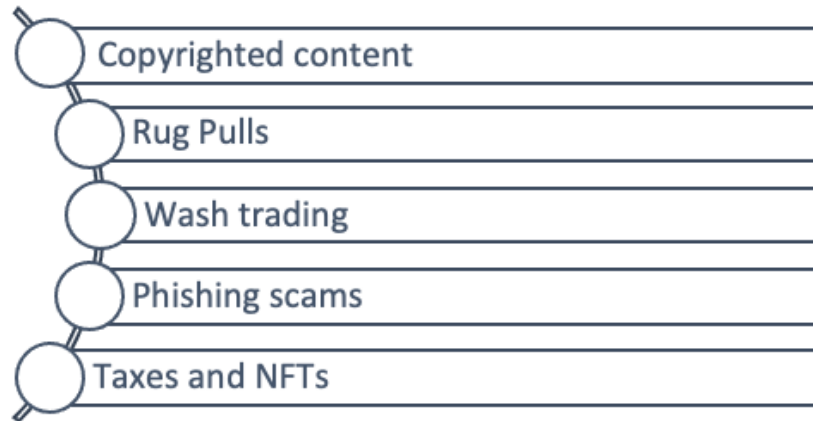 Copyrighted content
Rug Pulls
Wash trading
Phishing scams
Taxes and NFTs